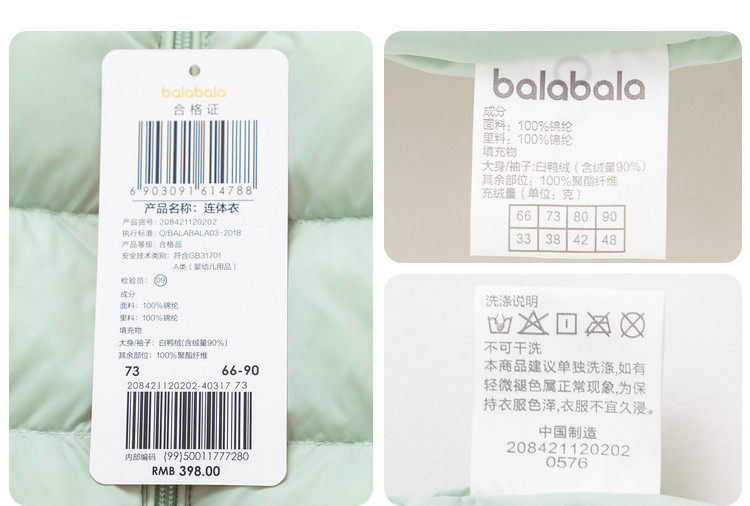 balabala
合格证
6 903091 614788
产品名称：连体衣
产品货号：208421120202
执行标准：Q/BALABALA03-2018
产品等级：合格品
安全技术类别：符合GB31701
A类（婴幼儿用品）
检验员：09
成分
面料：100%锦纶
里料：100%锦纶
填充物
大身/袖子：白鸭绒(含绒量90%)
其余部位：100%聚酯纤维
73 66-90
208421120202-40317 73
内部编码 (99)50011777280
RMB 398.00
balabala
成分
面料：100%锦纶
里料：100%锦纶
填充物
大身/袖子：白鸭绒（含绒量90%）
其余部位：100%聚酯纤维
充绒量（单位：克）
66 73 80 90
33 38 42 48
洗涤说明
不可干洗
本商品建议单独洗涤,如有
轻微褪色属正常现象,为保
持衣服色泽,衣服不宜久浸。
中国制造
208421120202
0576